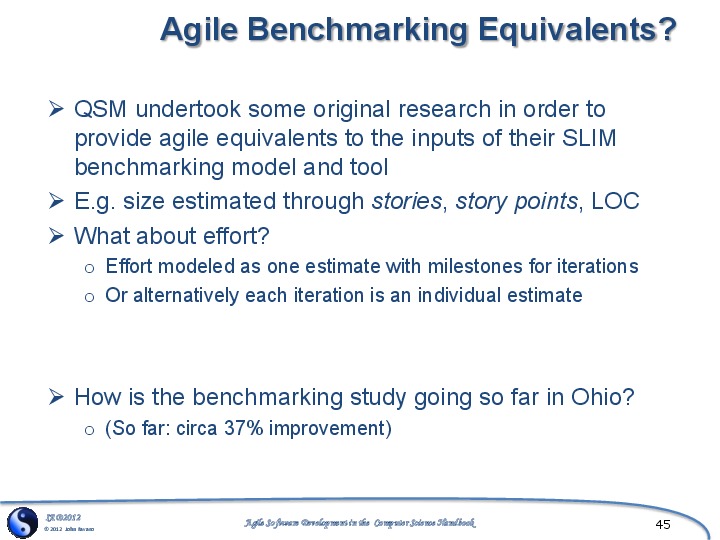 Agile Benchmarking Equivalents?
➢ QSM undertook some original research in order to
provide agile equivalents to the inputs of their SLIM
benchmarking model and tool
➢ E.g. size estimated through stories, story points, LOC
➢ What about effort?
o Effort modeled as one estimate with milestones for iterations
o Or alternatively each iteration is an individual estimate
➢ How is the benchmarking study going so far in Ohio?
o (So far: circa 37% improvement)
2012
© 2012 John Favaro
Agile Software Development in the Computer Science Handbook
45